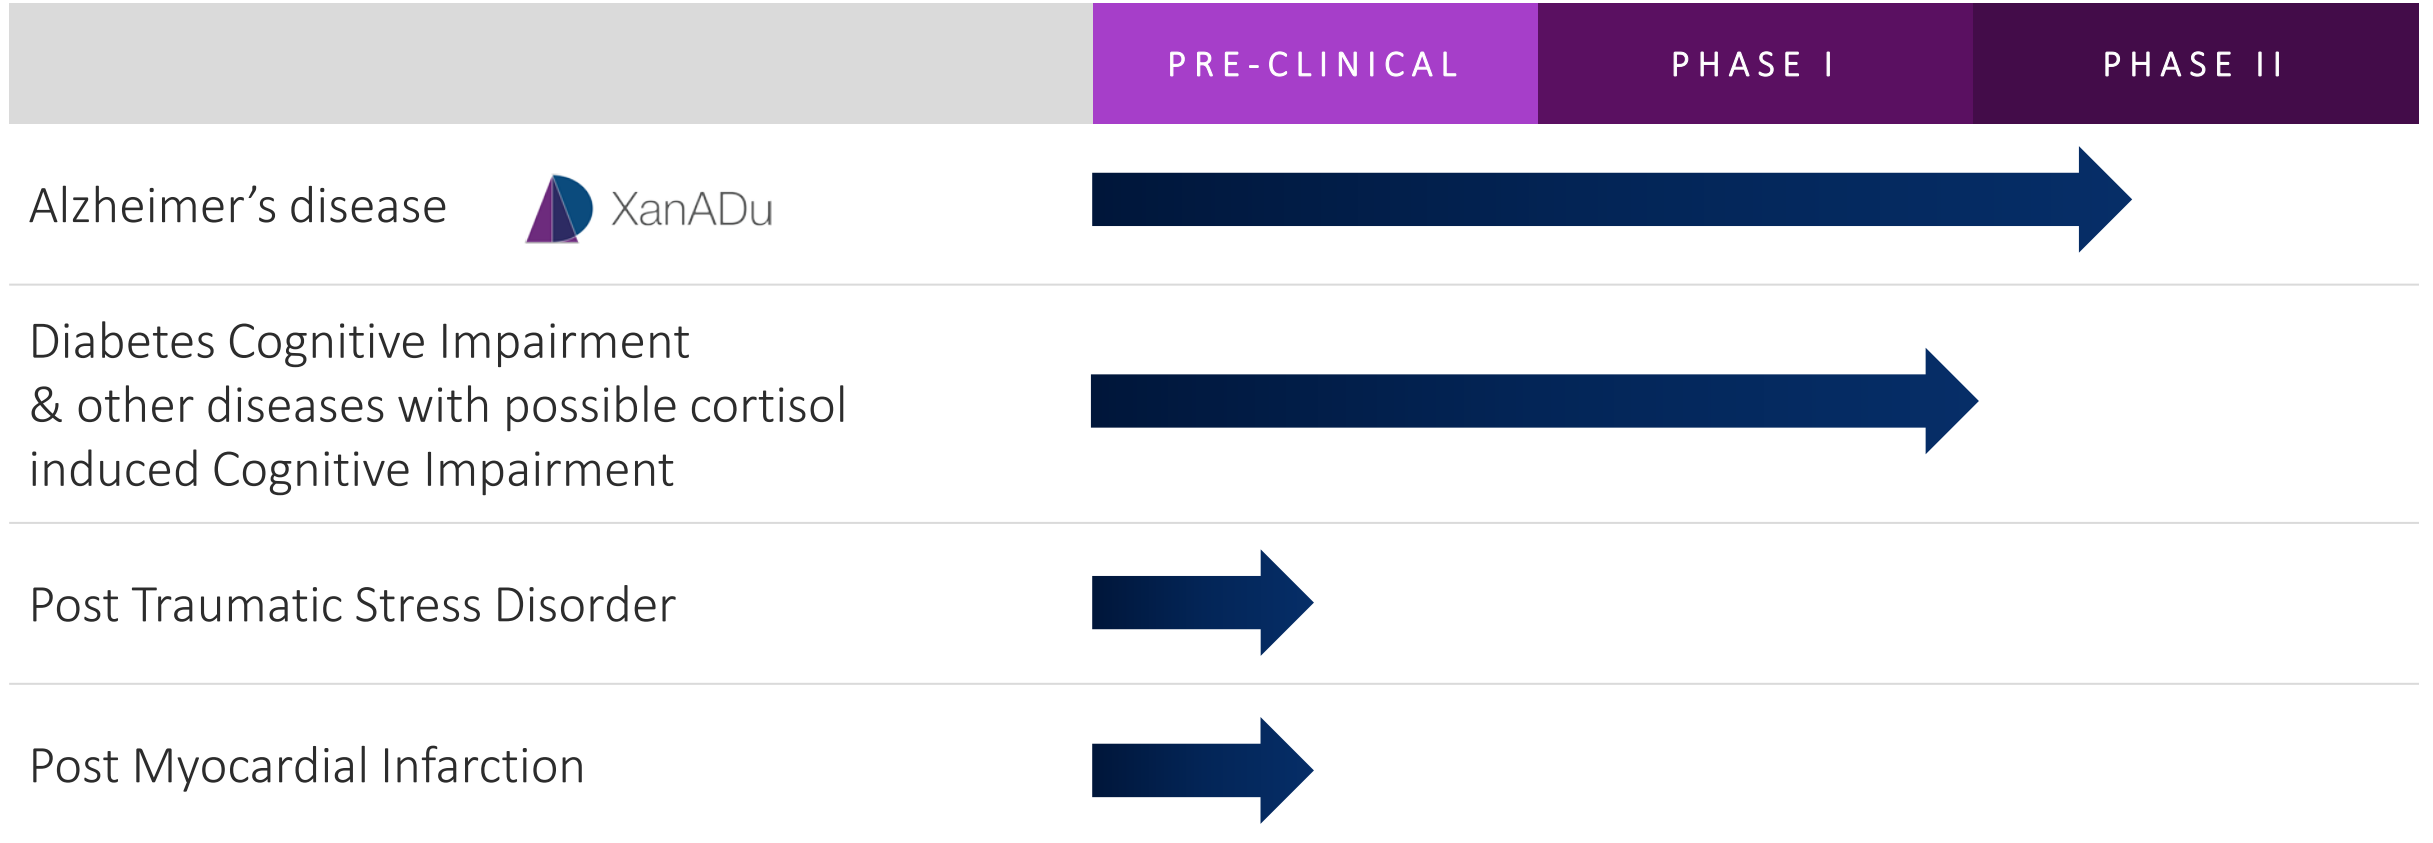 PRE-CLINICAL
PHASE I
PHASE II
Alzheimer’s disease
XanADu
Diabetes Cognitive Impairment
& other diseases with possible cortisol
induced Cognitive Impairment
Post Traumatic Stress Disorder
Post Myocardial Infarction